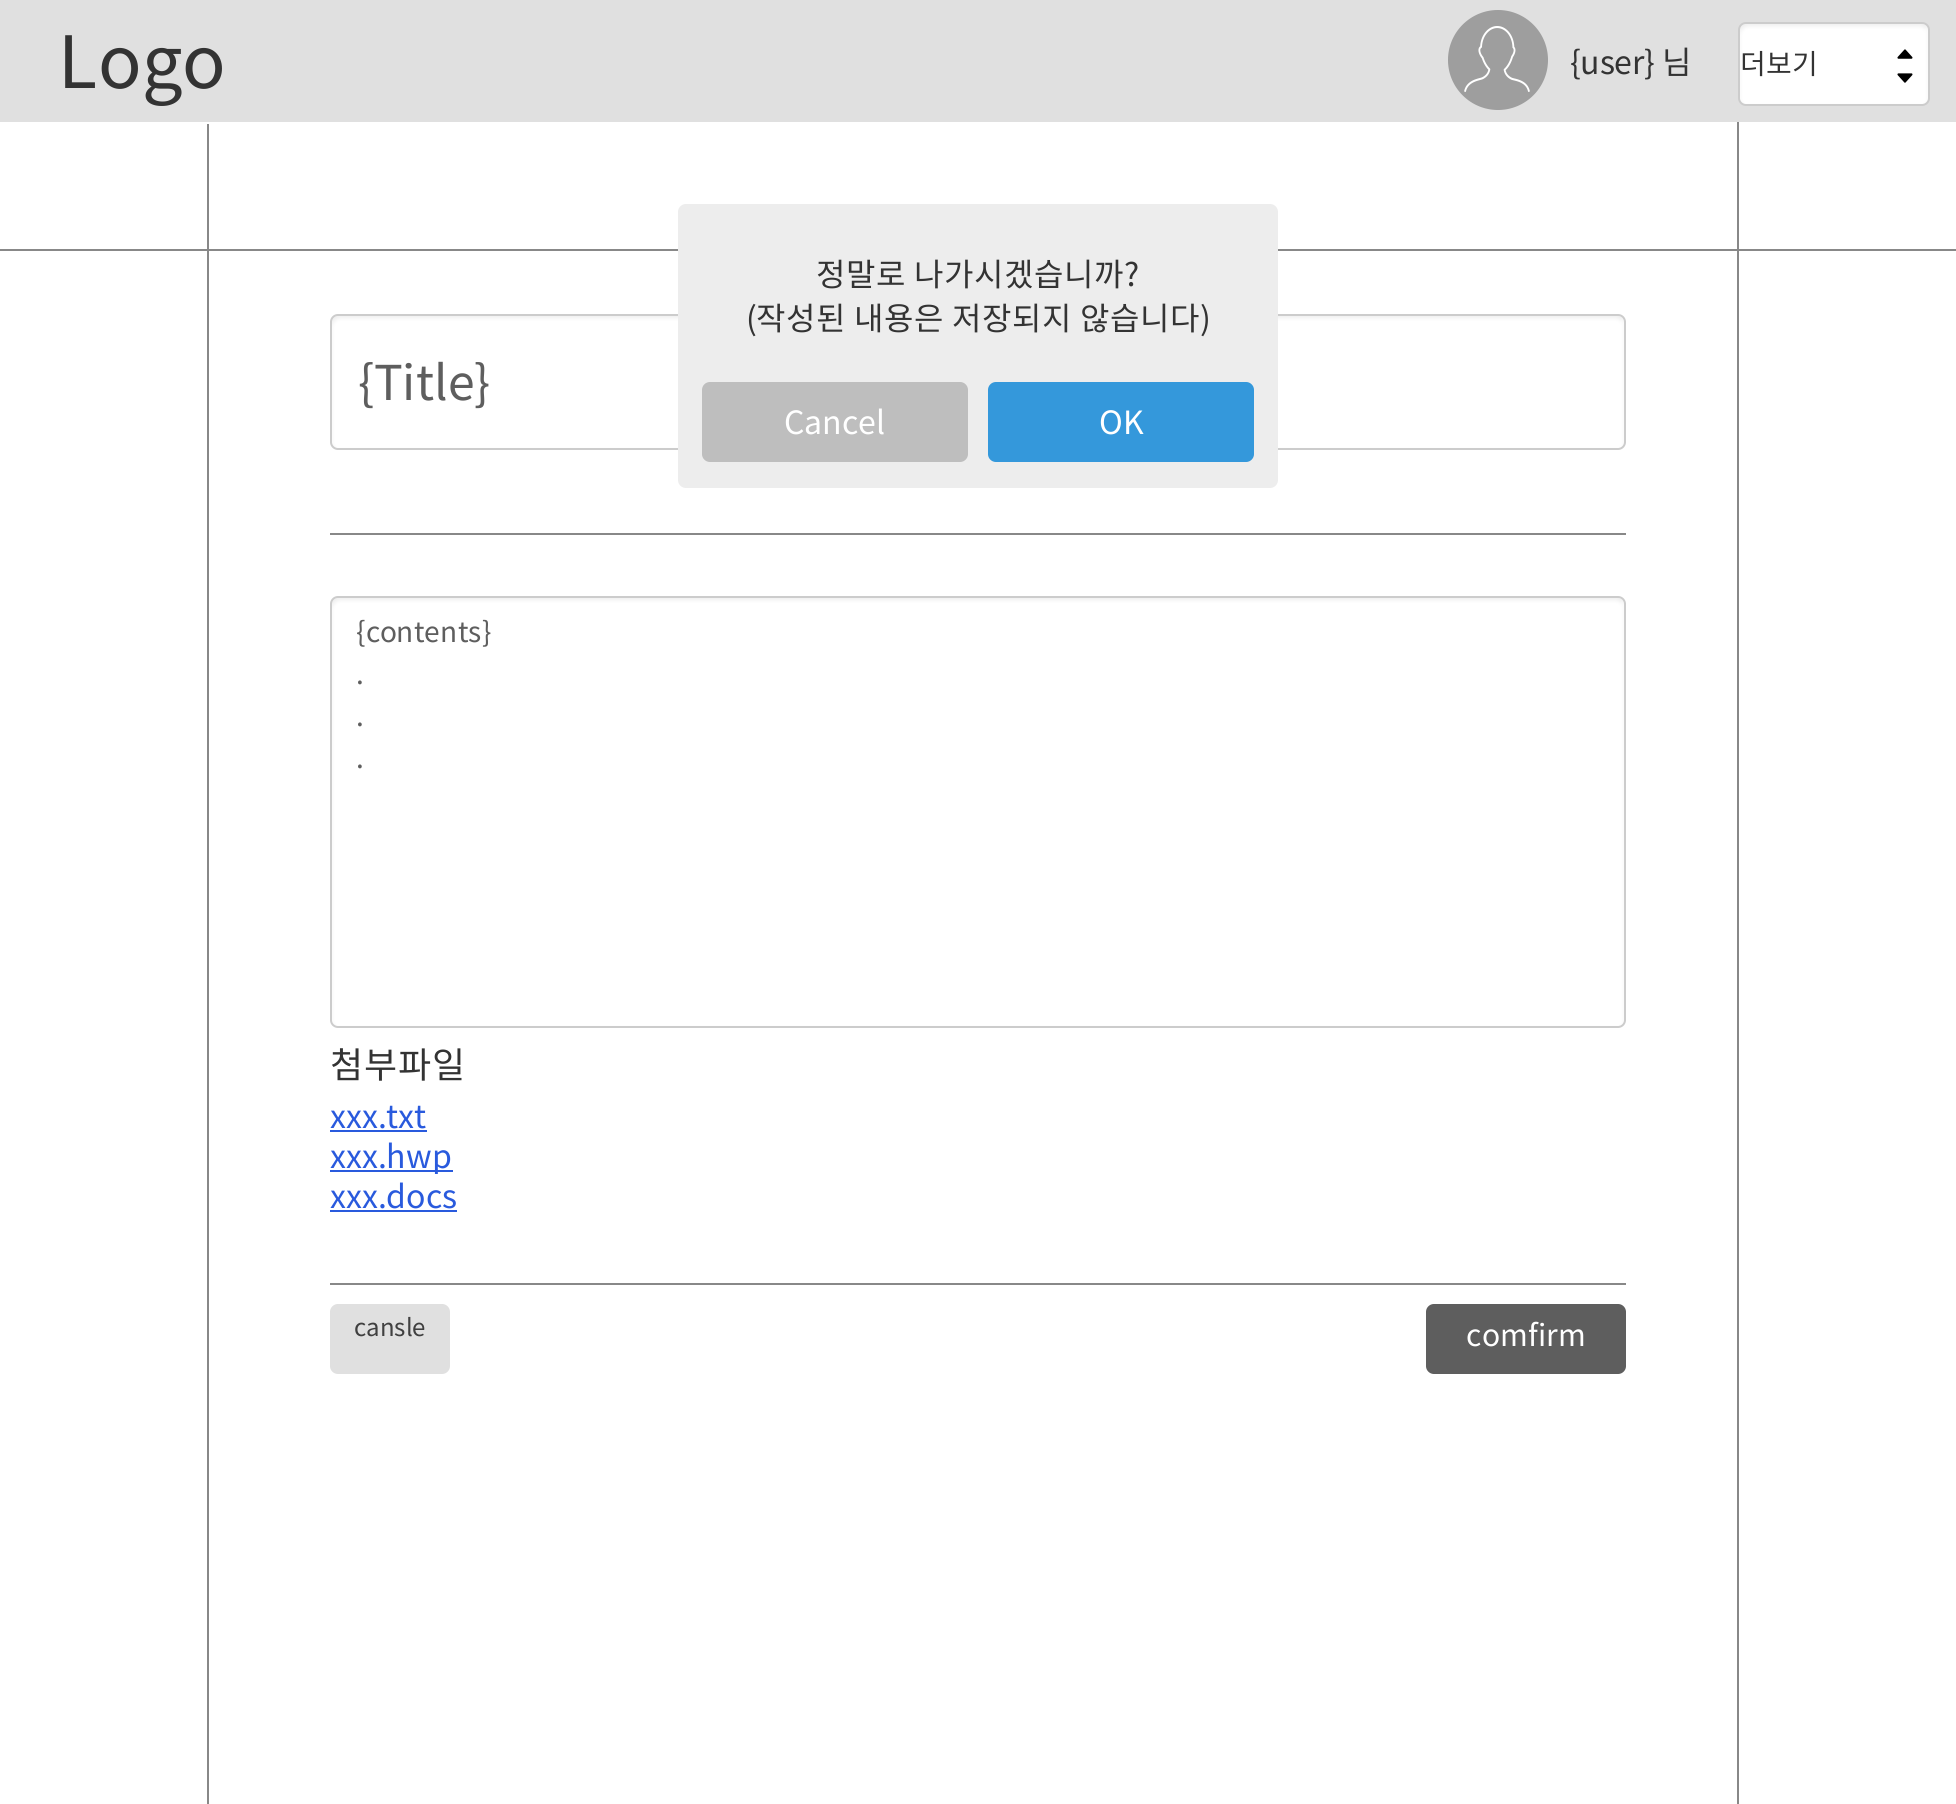 Logo
{user} 님
더보기
정말로 나가시겠습니까?
(작성된 내용은 저장되지 않습니다)
{Title}
Cancel
OK
{contents}
.
.
.
첨부파일
xxx.txt
xxx.hwp
xxx.docs
cansle
comfirm